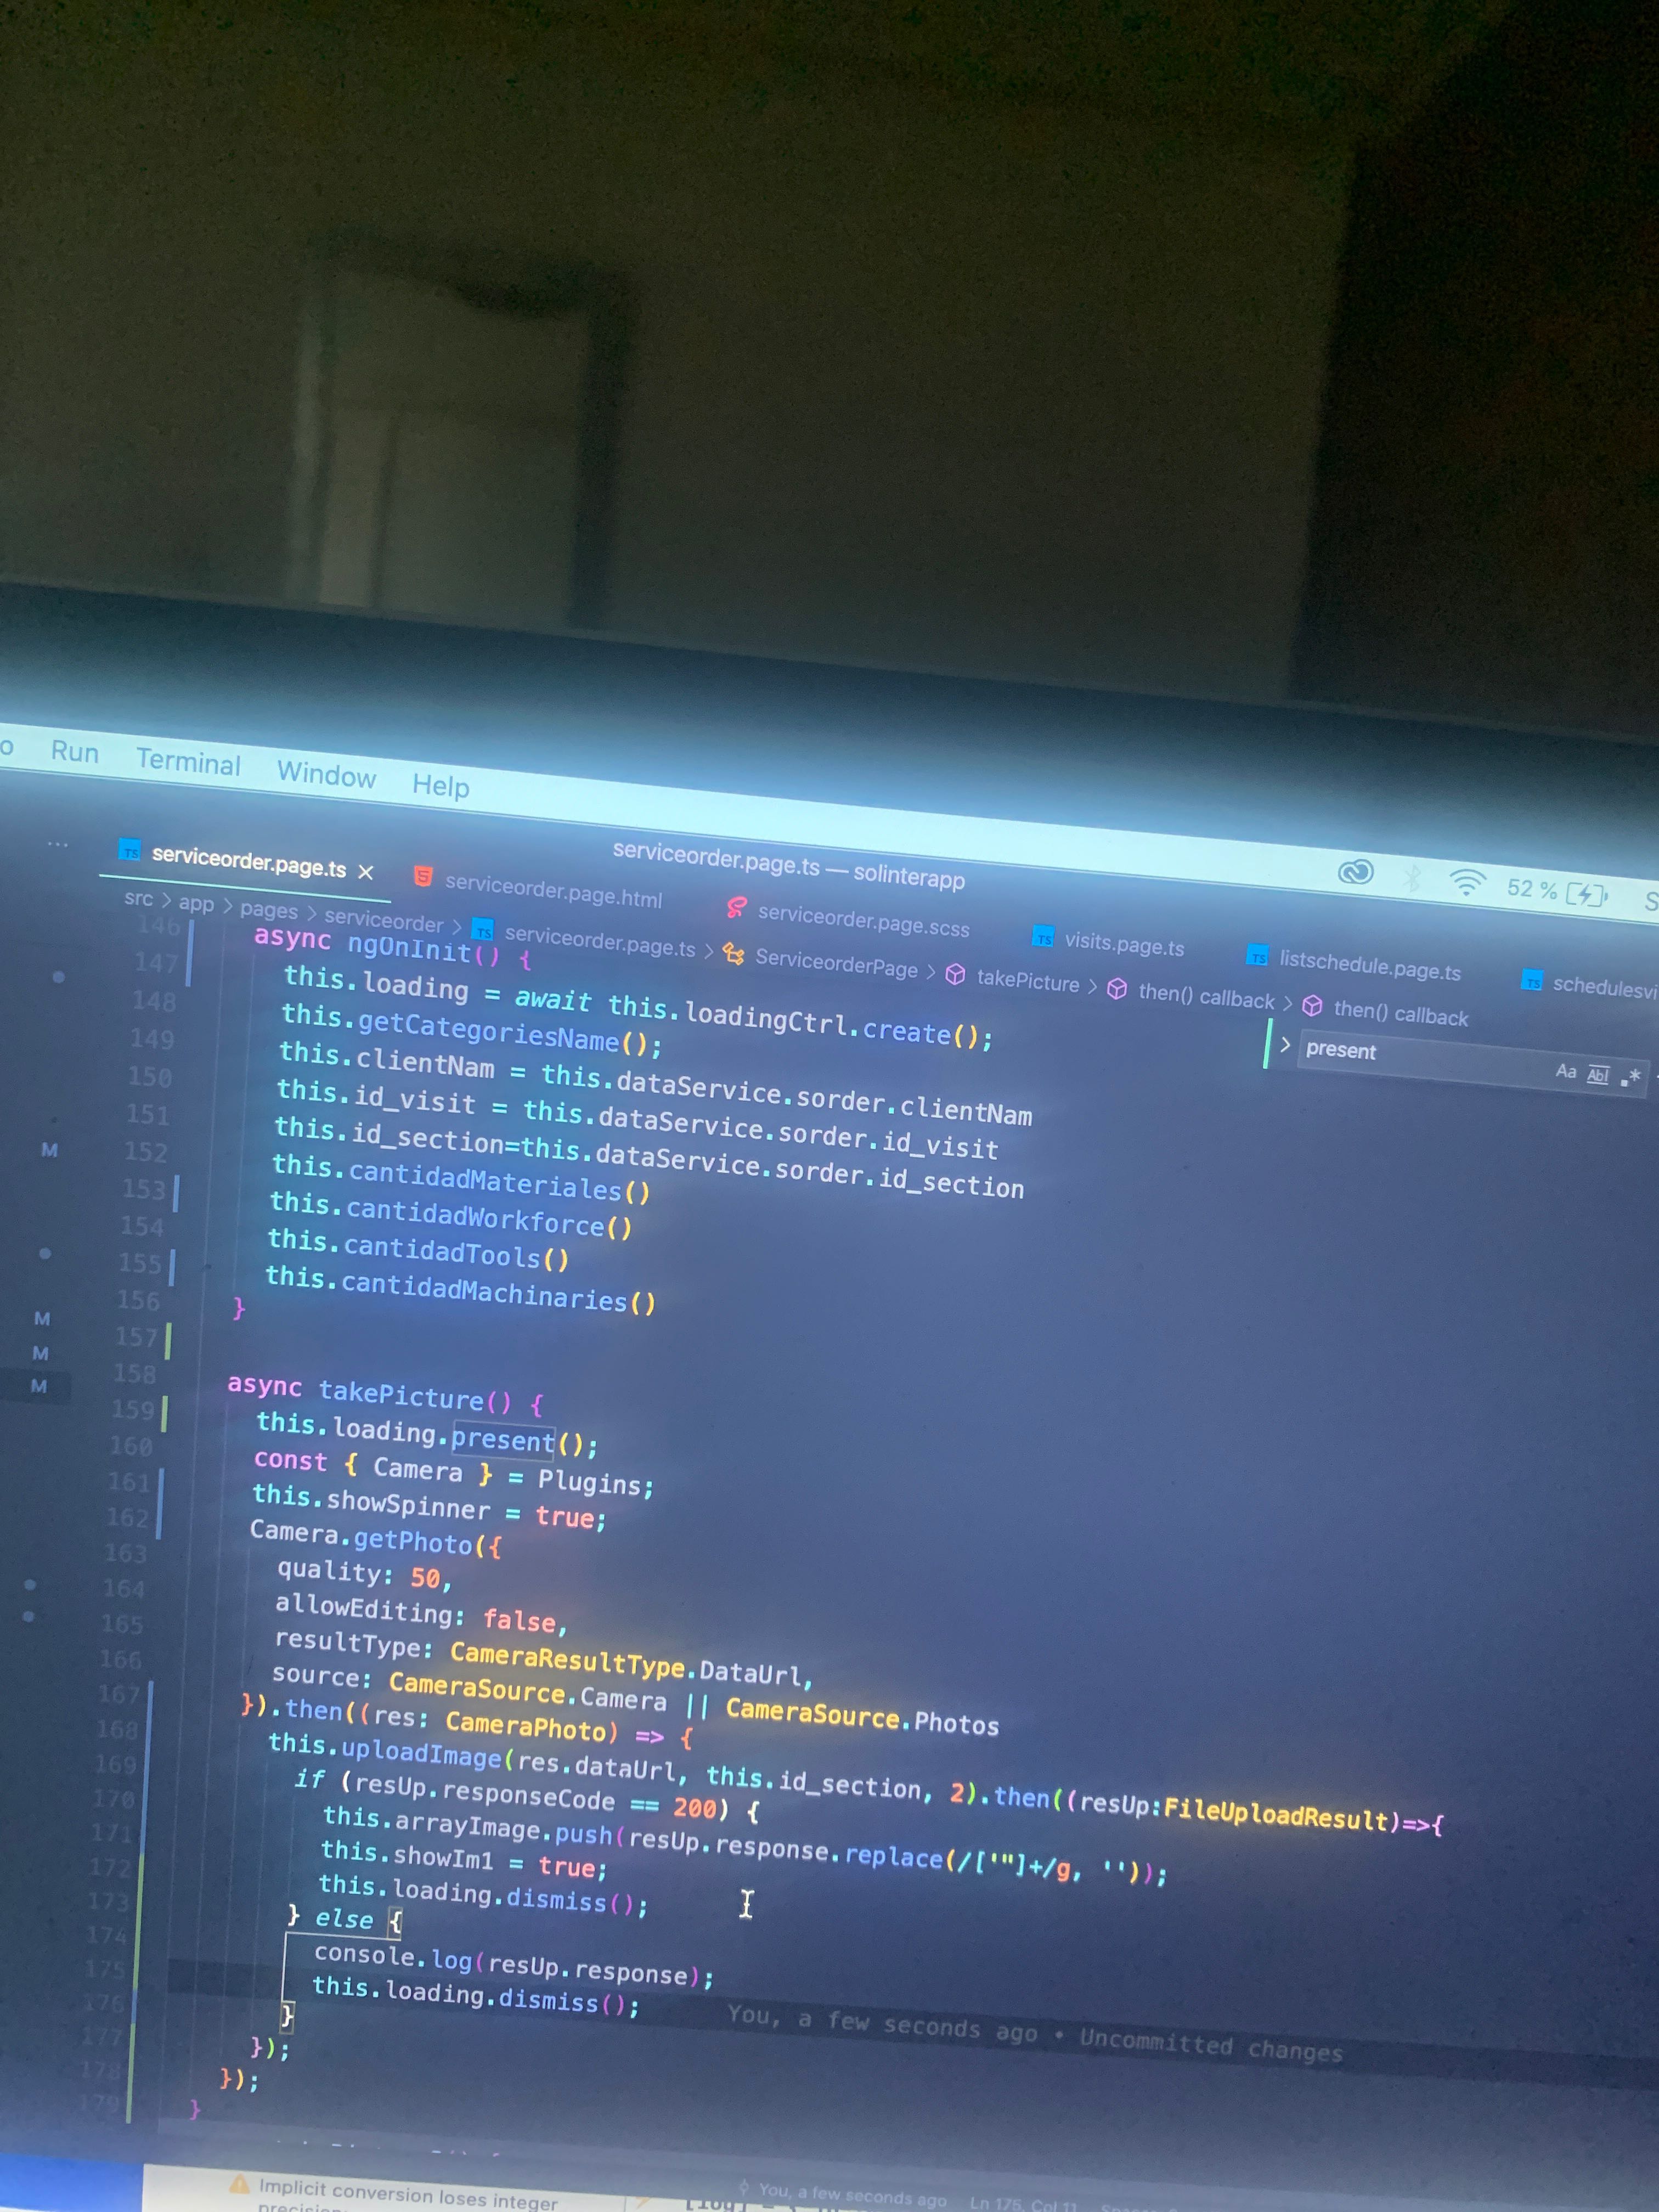 o Run Terminal Window Help
serviceorder.page.ts — solinterapp
52 %
S
... TS serviceorder.page.ts × serviceorder.page.html serviceorder.page.scss TS visits.page.ts TS listschedule.page.ts TS schedulesvi
src > app > pages > serviceorder > TS serviceorder.page.ts > ServiceorderPage > takePicture > then() callback > then() callback
> present Aa Abl .*
146 async ngOnInit() {
147 this.loading = await this.loadingCtrl.create();
148 this.getCategoriesName();
149 this.clientNam = this.dataService.sorder.clientNam
150 this.id_visit = this.dataService.sorder.id_visit
151 this.id_section=this.dataService.sorder.id_section
M 152 this.cantidadMateriales()
153 this.cantidadWorkforce()
154 this.cantidadTools()
155 this.cantidadMachinaries()
156 }
M 157
M 158 async takePicture() {
M 159 this.loading.present();
160 const { Camera } = Plugins;
161 this.showSpinner = true;
162 Camera.getPhoto({
163 quality: 50,
164 allowEditing: false,
165 resultType: CameraResultType.DataUrl,
166 source: CameraSource.Camera || CameraSource.Photos
167 }).then((res: CameraPhoto) => {
168 this.uploadImage(res.dataUrl, this.id_section, 2).then((resUp:FileUploadResult)=>{
169 if (resUp.responseCode == 200) {
170 this.arrayImage.push(resUp.response.replace(/['"]+/g, ''));
171 this.showIm1 = true;
172 this.loading.dismiss();
173 } else {
174 console.log(resUp.response);
175 this.loading.dismiss(); You, a few seconds ago • Uncommitted changes
176 }
177 });
178 });
179 }
You, a few seconds ago Ln 175, Col 11
Implicit conversion loses integer